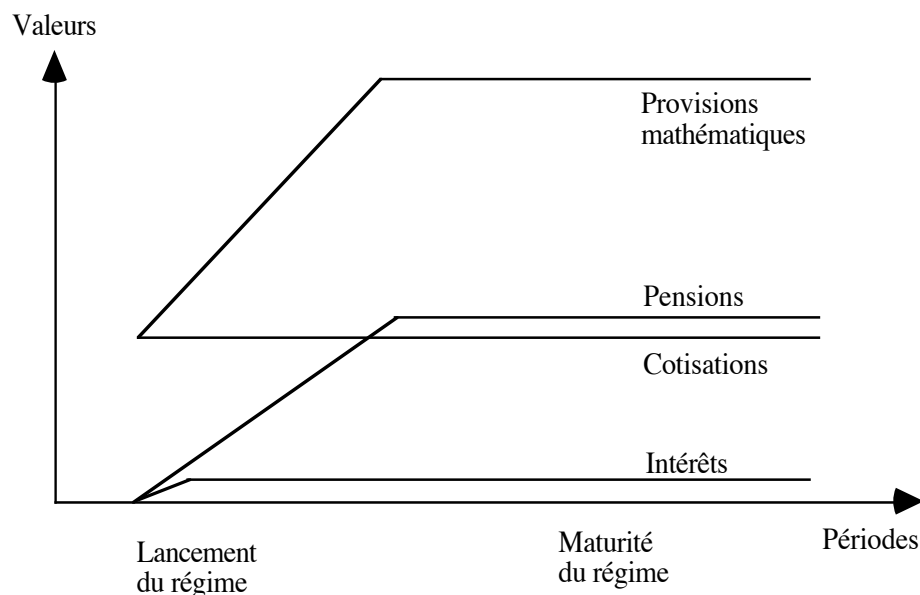 Valeurs
Provisions
mathématiques
Pensions
Cotisations
Intérêts
Périodes
Lancement
du régime
Maturité
du régime